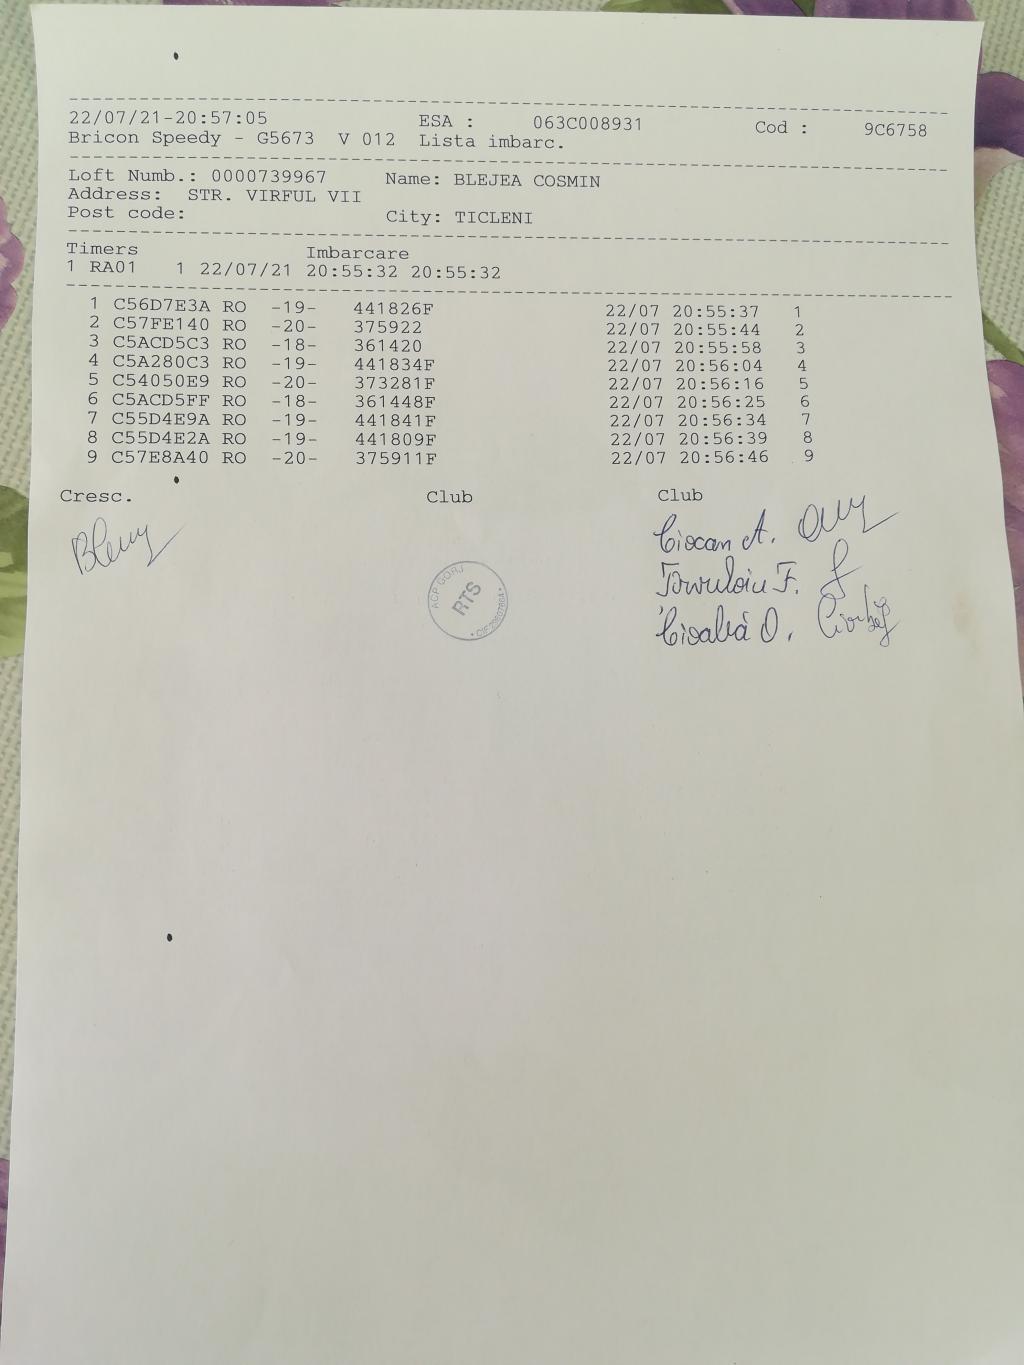 22/07/21-20:57:05 ESA : 063C008931 Cod : 9C6758
Bricon Speedy - G5673 V 012 Lista imbarc.
Loft Numb.: 0000739967 Name: BLEJEA COSMIN
Address: STR. VIRFUL VII
Post code: City: TICLENI
Timers Imbarcare
1 RA01 1 22/07/21 20:55:32 20:55:32
1 C56D7E3A RO -19- 441826F 22/07 20:55:37 1
2 C57FE140 RO -20- 375922 22/07 20:55:44 2
3 C5ACD5C3 RO -18- 361420 22/07 20:55:58 3
4 C5A280C3 RO -19- 441834F 22/07 20:56:04 4
5 C54050E9 RO -20- 373281F 22/07 20:56:16 5
6 C5ACD5FF RO -18- 361448F 22/07 20:56:25 6
7 C55D4E9A RO -19- 441841F 22/07 20:56:34 7
8 C55D4E2A RO -19- 441809F 22/07 20:56:39 8
9 C57E8A40 RO -20- 375911F 22/07 20:56:46 9
Cresc. Club Club
Ciocan A.
F.
O.
ACP GORJ
RTS